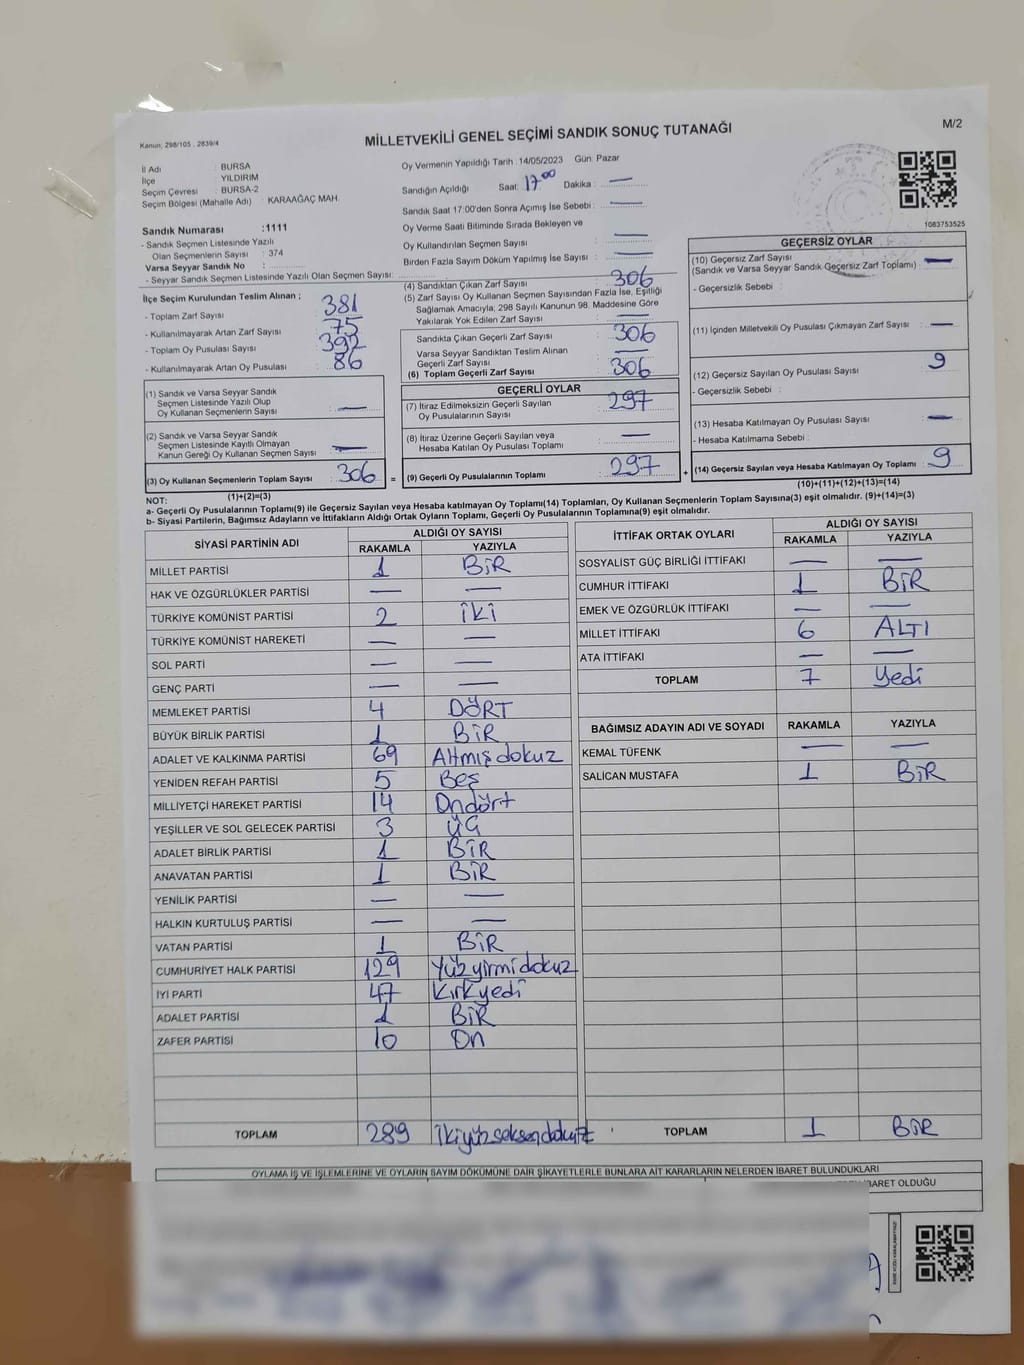 Kanun, 298/105 , 2839/4
MİLLETVEKİLİ GENEL SEÇİMİ SANDIK SONUÇ TUTANAĞI
M/2
İl Adı : BURSA
İlçe : YILDIRIM
Seçim Çevresi : BURSA-2
Seçim Bölgesi (Mahalle Adı) : KARAAĞAÇ MAH.
Sandık Numarası :1111
- Sandık Seçmen Listesinde Yazılı
Olan Seçmenlerin Sayısı : 374
Varsa Seyyar Sandık No :
- Seyyar Sandık Seçmen Listesinde Yazılı Olan Seçmen Sayısı:
Oy Vermenin Yapıldığı Tarih :14/05/2023 Gün: Pazar
Sandığın Açıldığı Saat: 17⁰⁰ Dakika : —
Sandık Saat 17:00'den Sonra Açımış İse Sebebi : —
Oy Verme Saati Bitiminde Sırada Bekleyen ve
Oy Kullandırılan Seçmen Sayısı —
Birden Fazla Sayım Döküm Yapılmış İse Sayısı : —
1083753525
İlçe Seçim Kurulundan Teslim Alınan ;
- Toplam Zarf Sayısı : 381
- Kullanılmayarak Artan Zarf Sayısı : 75
- Toplam Oy Pusulası Sayısı : 392
- Kullanılmayarak Artan Oy Pusulası : 86
(1) Sandık ve Varsa Seyyar Sandık
Seçmen Listesinde Yazılı Olup
Oy Kullanan Seçmenlerin Sayısı : —
(2) Sandık ve Varsa Seyyar Sandık
Seçmen Listesinde Kayıtlı Olmayan
Kanun Gereği Oy Kullanan Seçmen Sayısı : —
(3) Oy Kullanan Seçmenlerin Toplam Sayısı : 306
(1)+(2)=(3)
(4) Sandıktan Çıkan Zarf Sayısı : 306
(5) Zarf Sayısı Oy Kullanan Seçmen Sayısından Fazla İse, Eşitliği
Sağlamak Amacıyla; 298 Sayılı Kanunun 98. Maddesine Göre
Yakılarak Yok Edilen Zarf Sayısı : —
Sandıkta Çıkan Geçerli Zarf Sayısı : 306
Varsa Seyyar Sandıktan Teslim Alınan
Geçerli Zarf Sayısı : —
(6) Toplam Geçerli Zarf Sayısı : 306
GEÇERLİ OYLAR
(7) İtiraz Edilmeksizin Geçerli Sayılan
Oy Pusulalarının Sayısı : 297
(8) İtiraz Üzerine Geçerli Sayılan veya
Hesaba Katılan Oy Pusulası Toplamı : —
= (9) Geçerli Oy Pusulalarının Toplamı : 297
GEÇERSİZ OYLAR
(10) Geçersiz Zarf Sayısı : —
(Sandık ve Varsa Seyyar Sandık Geçersiz Zarf Toplamı)
- Geçersizlik Sebebi :
(11) İçinden Milletvekili Oy Pusulası Çıkmayan Zarf Sayısı : —
(12) Geçersiz Sayılan Oy Pusulası Sayısı : 9
- Geçersizlik Sebebi :
(13) Hesaba Katılmayan Oy Pusulası Sayısı : —
- Hesaba Katılmama Sebebi :
+ (14) Geçersiz Sayılan veya Hesaba Katılmayan Oy Toplamı : 9
(10)+(11)+(12)+(13)=(14)
NOT:
a- Geçerli Oy Pusulalarının Toplamı(9) ile Geçersiz Sayılan veya Hesaba katılmayan Oy Toplamı(14) Toplamları, Oy Kullanan Seçmenlerin Toplam Sayısına(3) eşit olmalıdır. (9)+(14)=(3)
b- Siyasi Partilerin, Bağımsız Adayların ve İttifakların Aldığı Ortak Oyların Toplamı, Geçerli Oy Pusulalarının Toplamına(9) eşit olmalıdır.
SİYASİ PARTİNİN ADI ALDIĞI OY SAYISI
RAKAMLA YAZIYLA
MİLLET PARTİSİ 1 BİR
HAK VE ÖZGÜRLÜKLER PARTİSİ — —
TÜRKİYE KOMÜNİST PARTİSİ 2 İKİ
TÜRKİYE KOMÜNİST HAREKETİ — —
SOL PARTİ — —
GENÇ PARTİ — —
MEMLEKET PARTİSİ 4 DÖRT
BÜYÜK BİRLİK PARTİSİ 1 BİR
ADALET VE KALKINMA PARTİSİ 69 Altmış dokuz
YENİDEN REFAH PARTİSİ 5 Beş
MİLLİYETÇİ HAREKET PARTİSİ 14 Ondört
YEŞİLLER VE SOL GELECEK PARTİSİ 3 ÜÇ
ADALET BİRLİK PARTİSİ 1 BİR
ANAVATAN PARTİSİ 1 BİR
YENİLİK PARTİSİ — —
HALKIN KURTULUŞ PARTİSİ — —
VATAN PARTİSİ 1 BİR
CUMHURİYET HALK PARTİSİ 129 Yüz yirmi dokuz
İYİ PARTİ 47 Kırk yedi
ADALET PARTİSİ 1 BİR
ZAFER PARTİSİ 10 On
TOPLAM 289 İkiyüz seksendokuz
İTTİFAK ORTAK OYLARI ALDIĞI OY SAYISI
RAKAMLA YAZIYLA
SOSYALİST GÜÇ BİRLİĞİ İTTİFAKI — —
CUMHUR İTTİFAKI 1 BİR
EMEK VE ÖZGÜRLÜK İTTİFAKI — —
MİLLET İTTİFAKI 6 ALTI
ATA İTTİFAKI — —
TOPLAM 7 Yedi
BAĞIMSIZ ADAYIN ADI VE SOYADI RAKAMLA YAZIYLA
KEMAL TÜFENK — —
SALİCAN MUSTAFA 1 BİR
TOPLAM 1 BİR
OYLAMA İŞ VE İŞLEMLERİNE VE OYLARIN SAYIM DÖKÜMÜNE DAİR ŞİKAYETLERLE BUNLARA AİT KARARLARIN NELERDEN İBARET BULUNDUKLARI
İBARET OLDUĞU